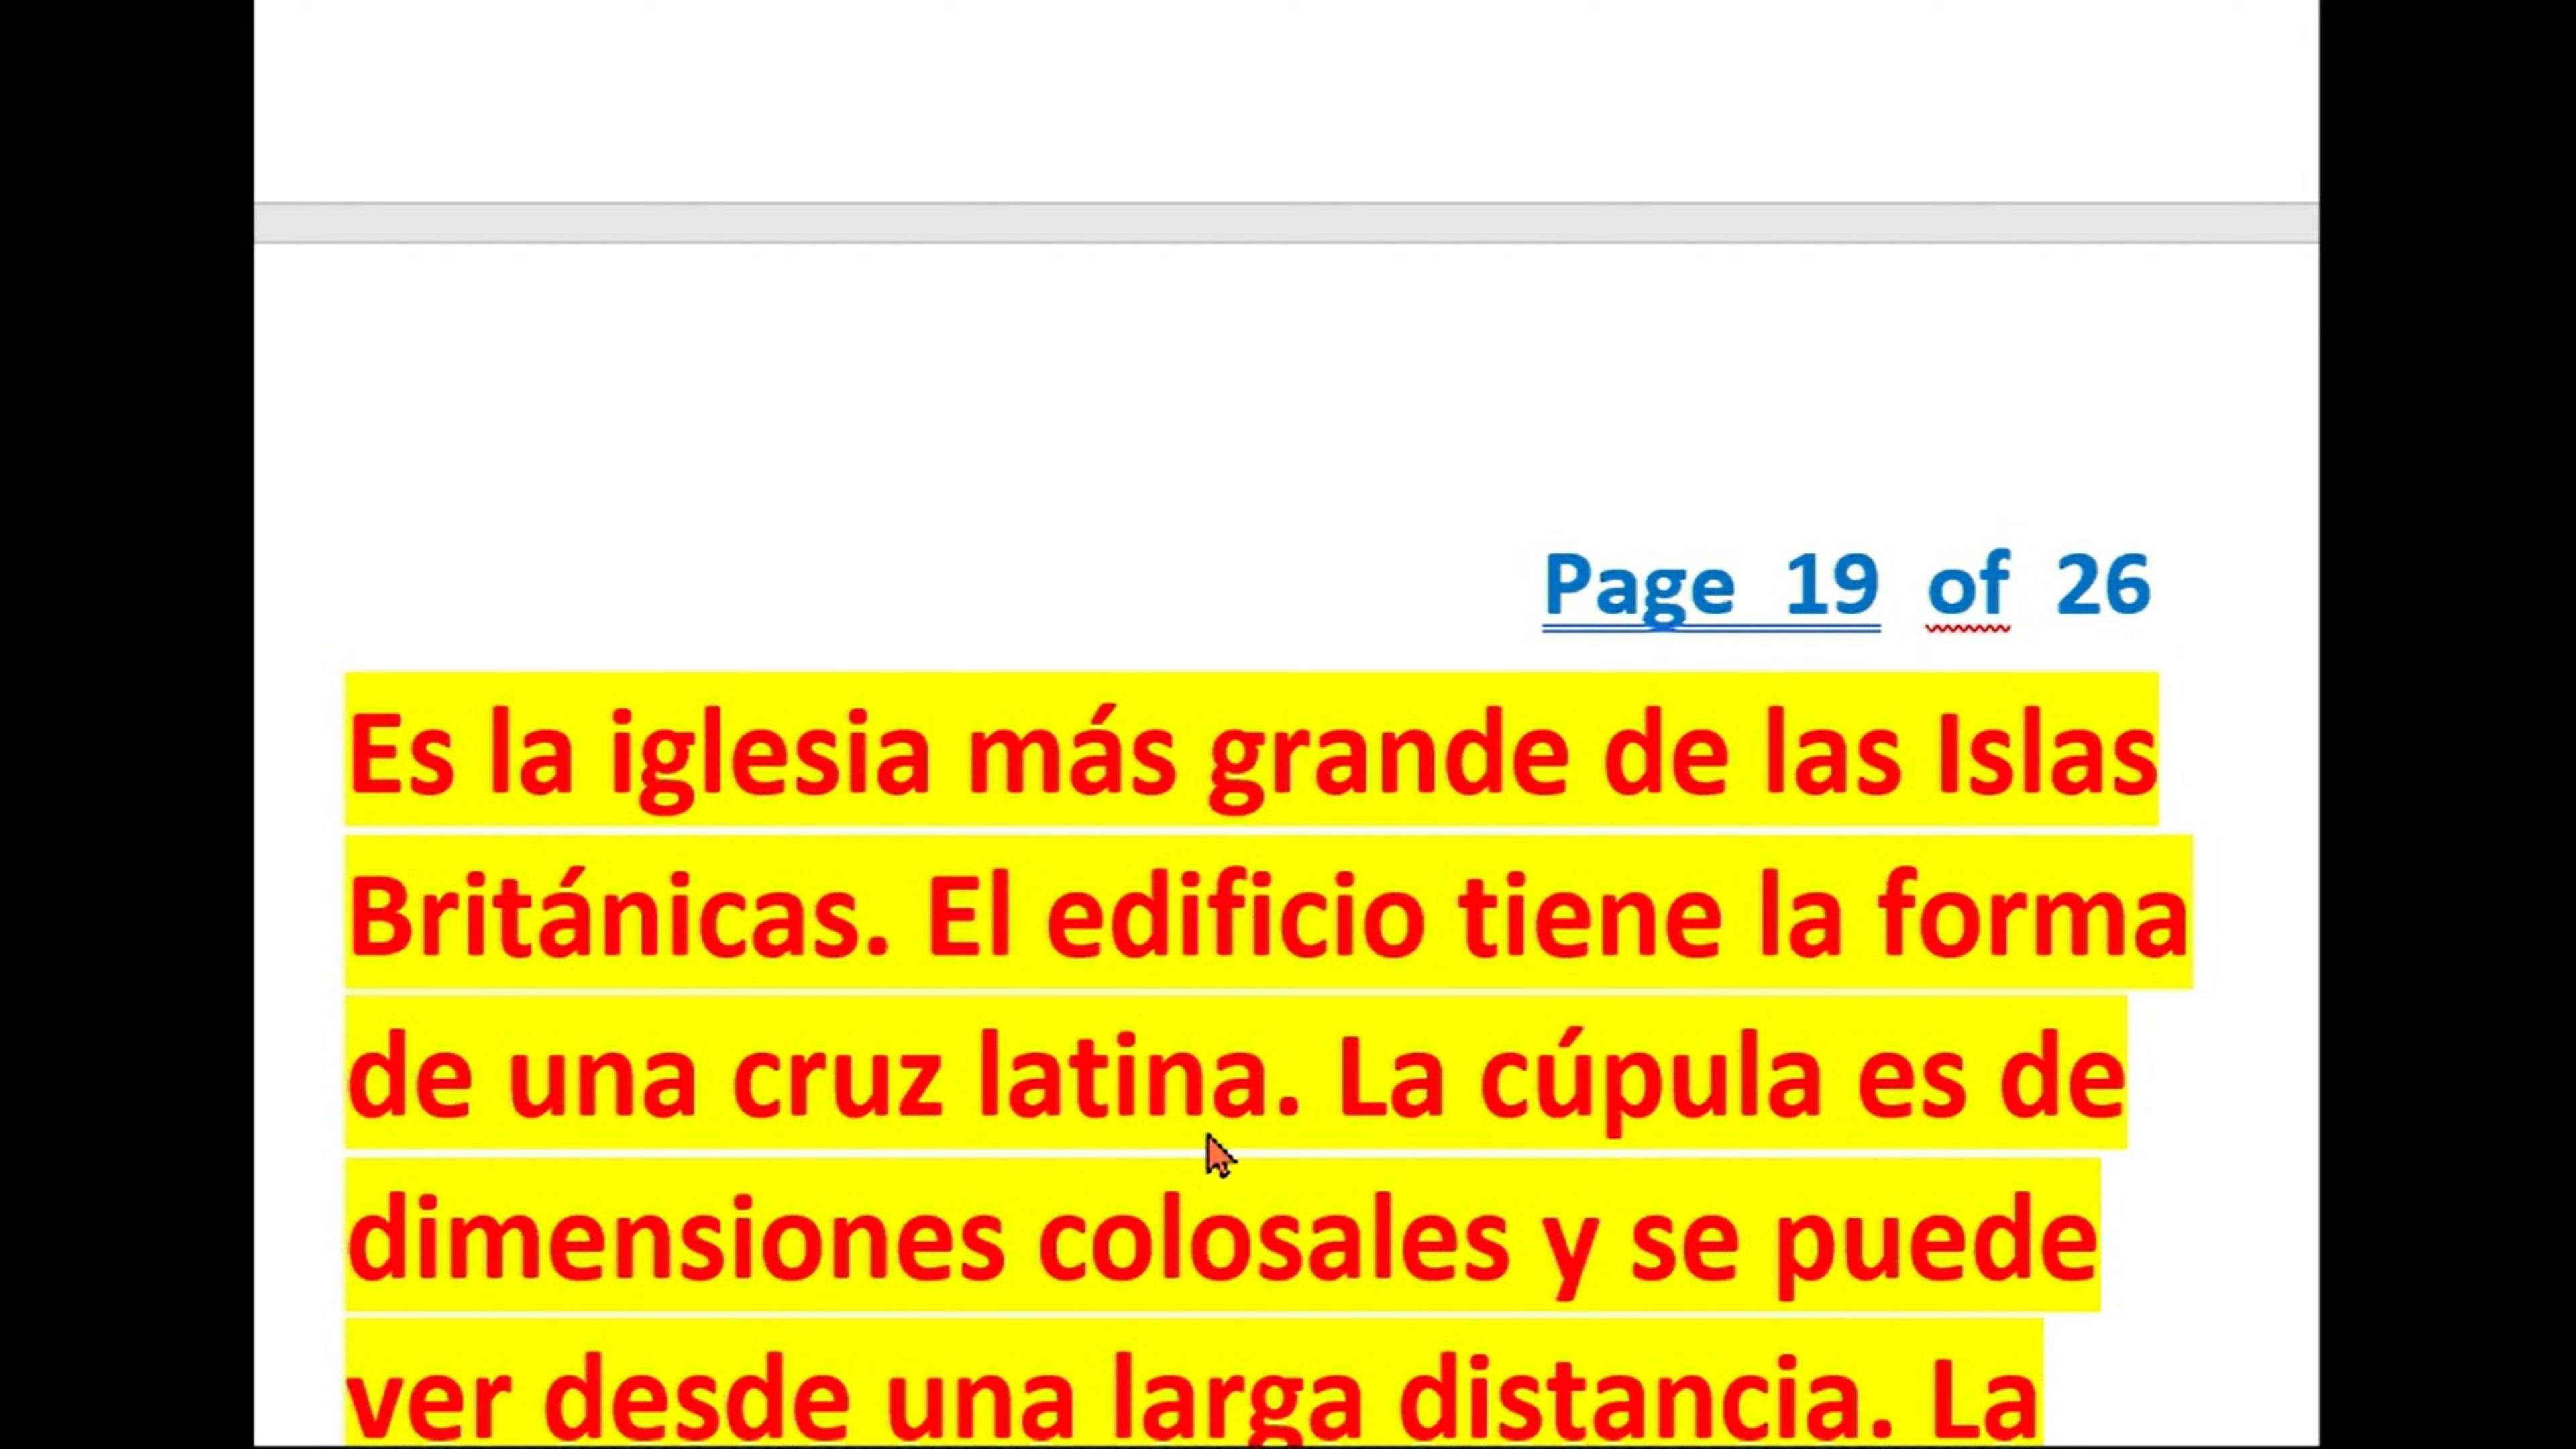 Page 19 of 26
Es la iglesia más grande de las Islas
Británicas. El edificio tiene la forma
de una cruz latina. La cúpula es de
dimensiones colosales y se puede
ver desde una larga distancia. La